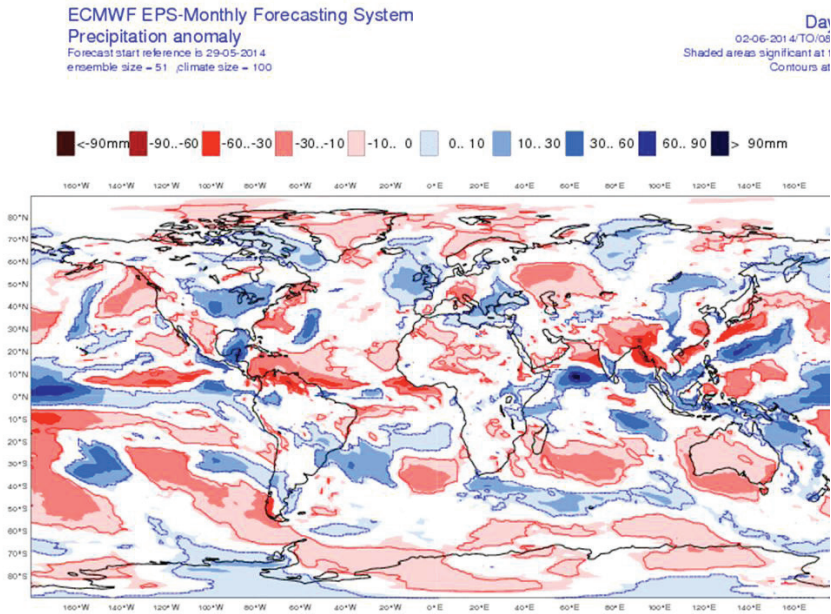 ECMWF EPS-Monthly Forecasting System
Precipitation anomaly
Forecast start reference is 29-05-2014
ensemble size = 51 ,climate size = 100
Day
02-06-2014/TO/08
Shaded areas significant at
Contours at
<-90mm -90..-60 -60..-30 -30..-10 -10.. 0 0.. 10 10.. 30 30.. 60 60.. 90 > 90mm
160°W 140°W 120°W 100°W 80°W 60°W 40°W 20°W 0°E 20°E 40°E 60°E 80°E 100°E 120°E 140°E 160°E
80°N
70°N
60°N
50°N
40°N
30°N
20°N
10°N
0°N
10°S
20°S
30°S
40°S
50°S
60°S
70°S
80°S
160°W 140°W 120°W 100°W 80°W 60°W 40°W 20°W 0°E 20°E 40°E 60°E 80°E 100°E 120°E 140°E 160°E